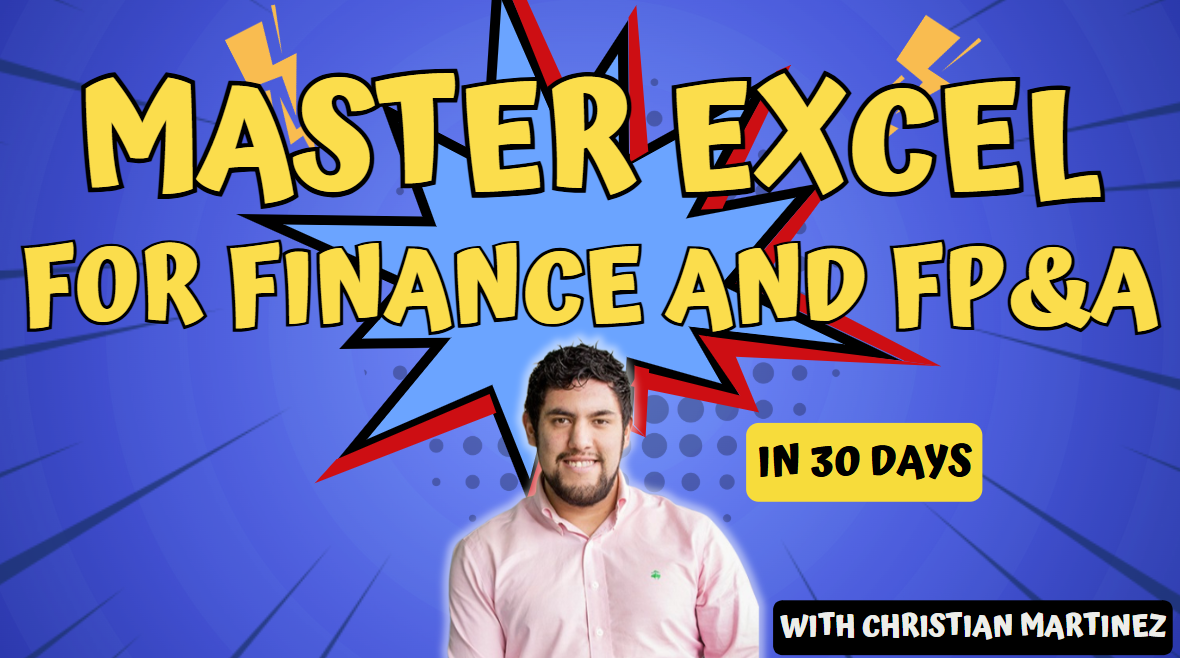 MASTER EXCEL
FOR FINANCE AND FP&A
IN 30 DAYS
WITH CHRISTIAN MARTINEZ